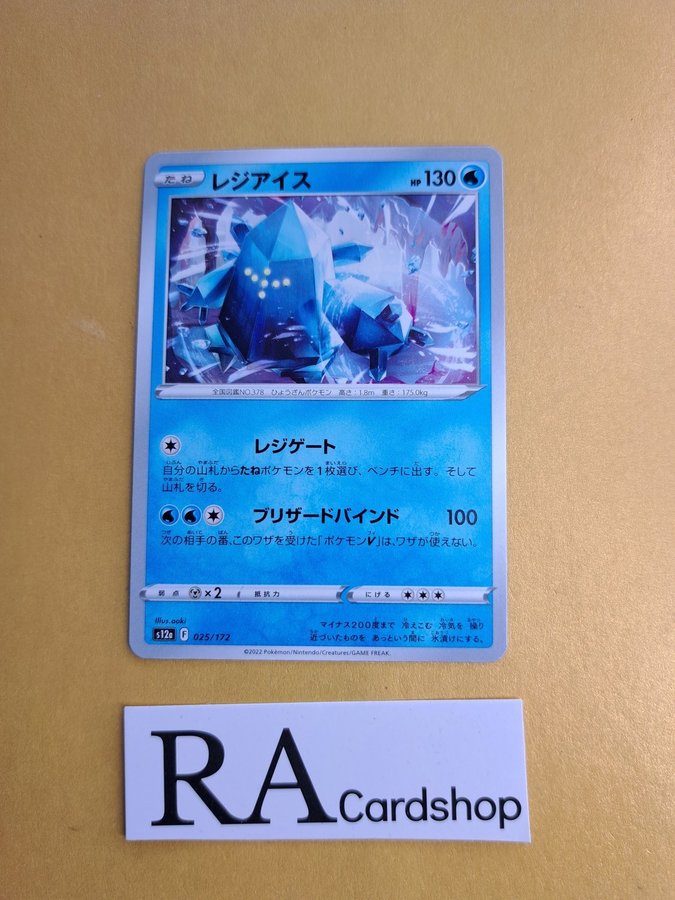 たね レジアイス HP 130
全国図鑑NO.378 ひょうざんポケモン 高さ:1.8m 重さ:175.0kg
レジゲート
自分の山札からたねポケモンを1枚選び、ベンチに出す。そして
山札を切る。
ブリザードバインド 100
次の相手の番、このワザを受けた「ポケモンV」は、ワザが使えない。
弱点 ×2 抵抗力 にげる
illus. aoki
マイナス200度まで 冷えこむ 冷気を 操り
s12a F 025/172
近づいたものを あっという間に 氷漬けにする。
©2022 Pokémon/Nintendo/Creatures/GAME FREAK.
RA Cardshop